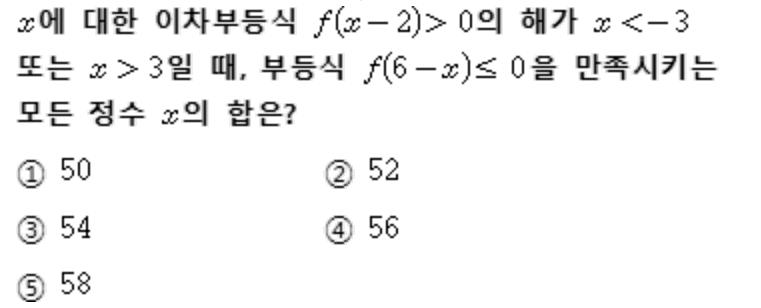 x에 대한 이차부등식 f(x-2)> 0의 해가 x<-3
또는 x>3일 때, 부등식 f(6-x)≤ 0을 만족시키는
모든 정수 x의 합은?
① 50 ② 52
③ 54 ④ 56
⑤ 58